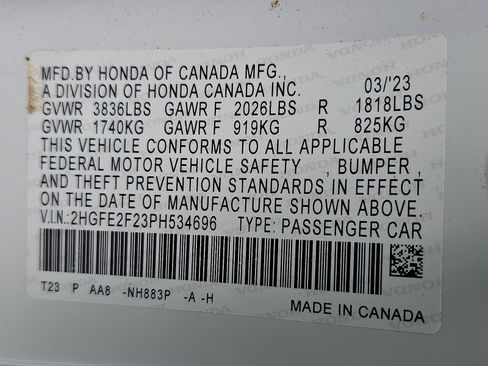 MFD.BY HONDA OF CANADA MFG.,
A DIVISION OF HONDA CANADA INC. 03/'23
GVWR 3836LBS GAWR F 2026LBS R 1818LBS
GVWR 1740KG GAWR F 919KG R 825KG
THIS VEHICLE CONFORMS TO ALL APPLICABLE
FEDERAL MOTOR VEHICLE SAFETY , BUMPER ,
AND THEFT PREVENTION STANDARDS IN EFFECT
ON THE DATE OF MANUFACTURE SHOWN ABOVE.
V.I.N.:2HGFE2F23PH534696 TYPE: PASSENGER CAR
T23 P AA8 -NH883P -A -H
MADE IN CANADA